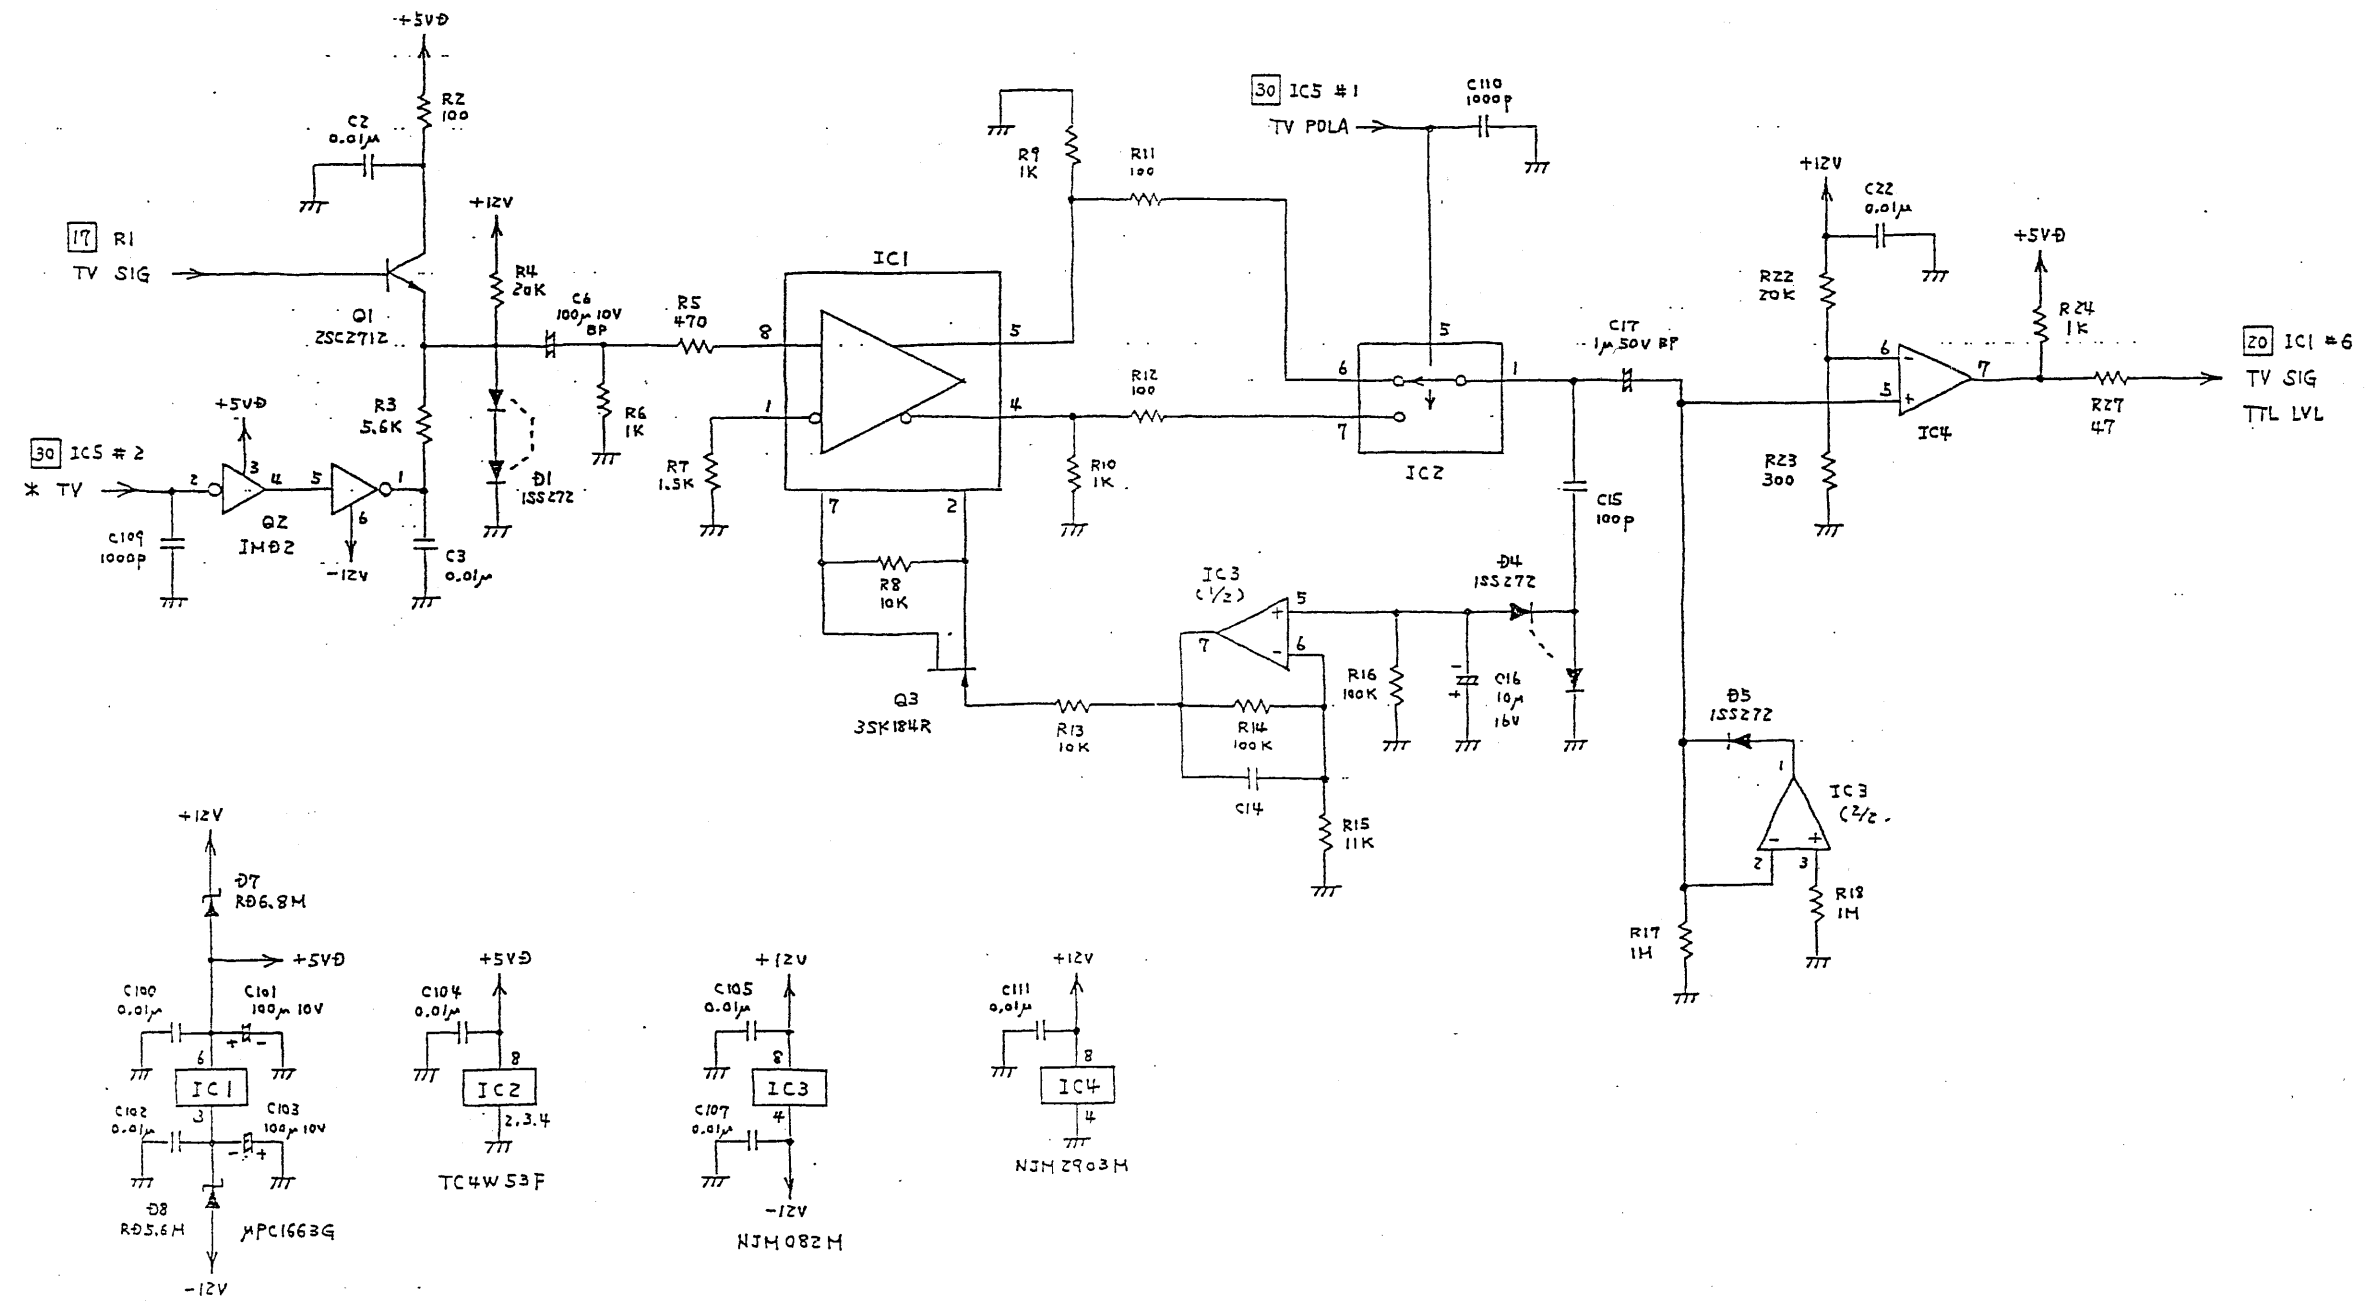 +5VD
R2
100
C2
0.01μ
17 R1
TV SIG
Q1
2SC2712
+12V
R4
20K
C6
100μ 10V
BP
R5
470
R6
1K
R3
5.6K
+5VD
30 IC5 #2
* TV
2
3
4
5
1
6
Q2
IMD2
-12V
C109
1000p
C3
0.01μ
D1
1SS272
IC1
8
1
5
4
7
2
R7
1.5K
R8
10K
Q3
3SK184R
R9
1K
R11
100
R12
100
R10
1K
30 IC5 #1
TV POLA
C110
1000p
5
6
7
1
IC2
C17
1μ, 50V BP
C15
100p
D4
1SS272
IC3
(1/2)
5
6
7
R16
100K
C16
10μ
16V
R13
10K
R14
100K
C14
R15
11K
+12V
C22
0.01μ
R22
20K
R23
300
6
5
7
IC4
+5VD
R24
1K
R27
47
20 IC1 #6
TV SIG
TTL LVL
D5
1SS272
1
IC3
(2/2.
2
3
R18
1M
R17
1M
+12V
D7
RD6.8M
+5VD
C100
0.01μ
C101
100μ 10V
6
IC1
3
C102
0.01μ
C103
100μ 10V
D8
RD5.6M
μPC1663G
-12V
+5VD
C104
0.01μ
8
IC2
2.3.4
TC4W53F
+12V
C105
0.01μ
8
IC3
4
C107
0.01μ
-12V
NJM082M
+12V
C111
0.01μ
8
IC4
4
NJM2903M